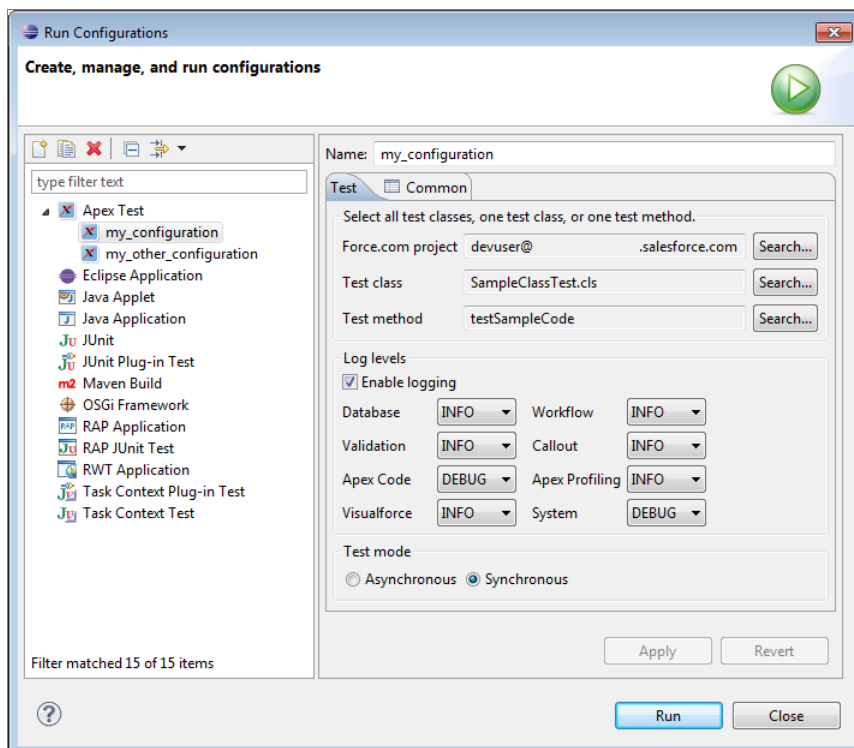 Run Configurations
Create, manage, and run configurations
type filter text
Apex Test
my_configuration
my_other_configuration
Eclipse Application
Java Applet
Java Application
JU JUnit
JUnit Plug-in Test
m2 Maven Build
OSGi Framework
RAP RAP Application
JU RAP JUnit Test
RWT Application
Task Context Plug-in Test
Task Context Test
Filter matched 15 of 15 items
Name: my_configuration
Test Common
Select all test classes, one test class, or one test method.
Force.com project devuser@ .salesforce.com Search...
Test class SampleClassTest.cls Search...
Test method testSampleCode Search...
Log levels
Enable logging
Database INFO Workflow INFO
Validation INFO Callout INFO
Apex Code DEBUG Apex Profiling INFO
Visualforce INFO System DEBUG
Test mode
Asynchronous Synchronous
Apply Revert
? Run Close